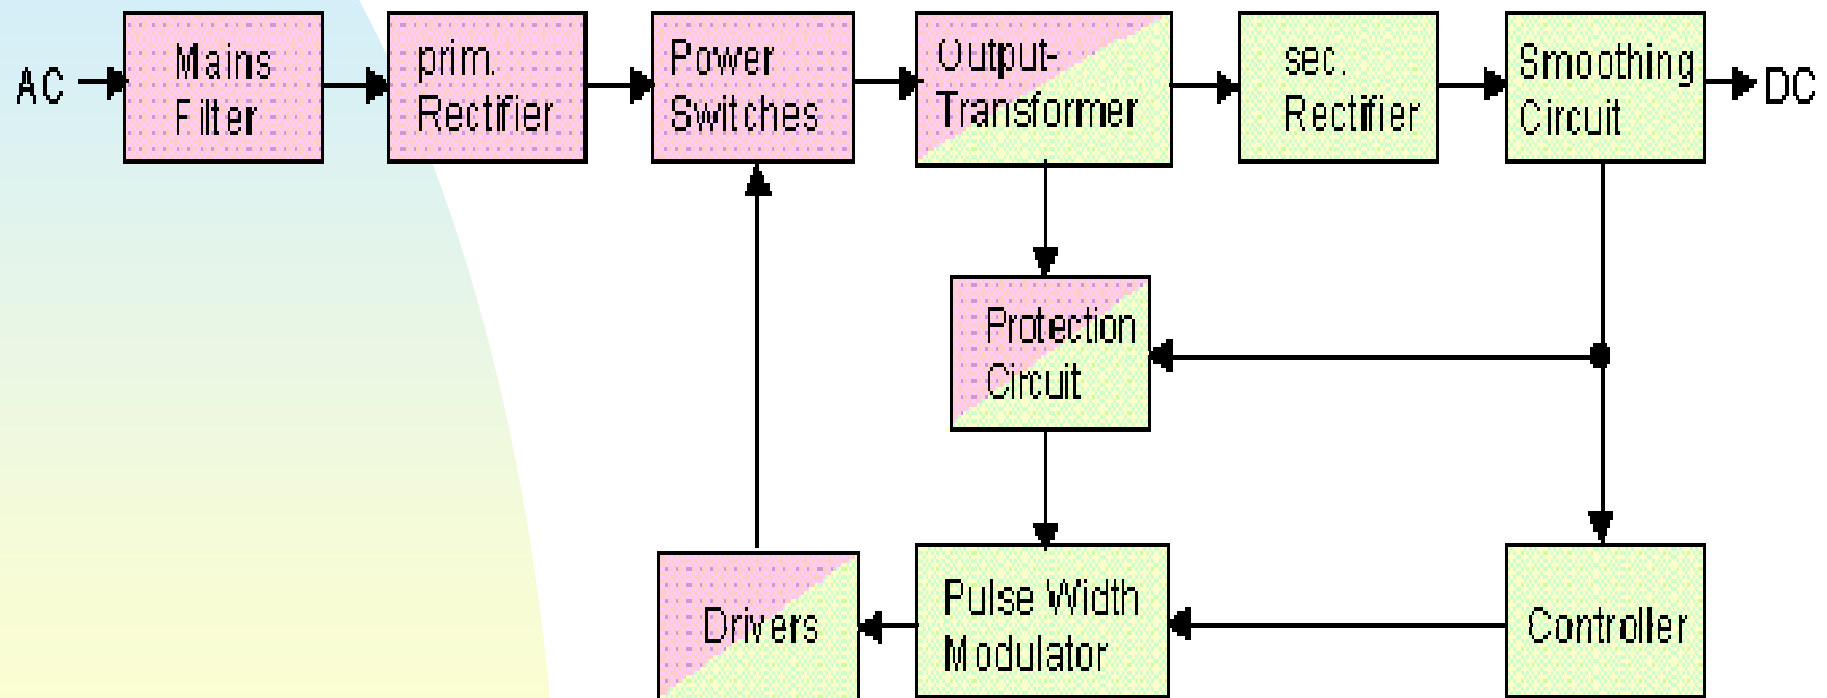 AC
Mains
Filter
prim.
Rectifier
Power
Switches
Output-
Transformer
sec.
Rectifier
Smoothing
Circuit
DC
Protection
Circuit
Drivers
Pulse Width
Modulator
Controller